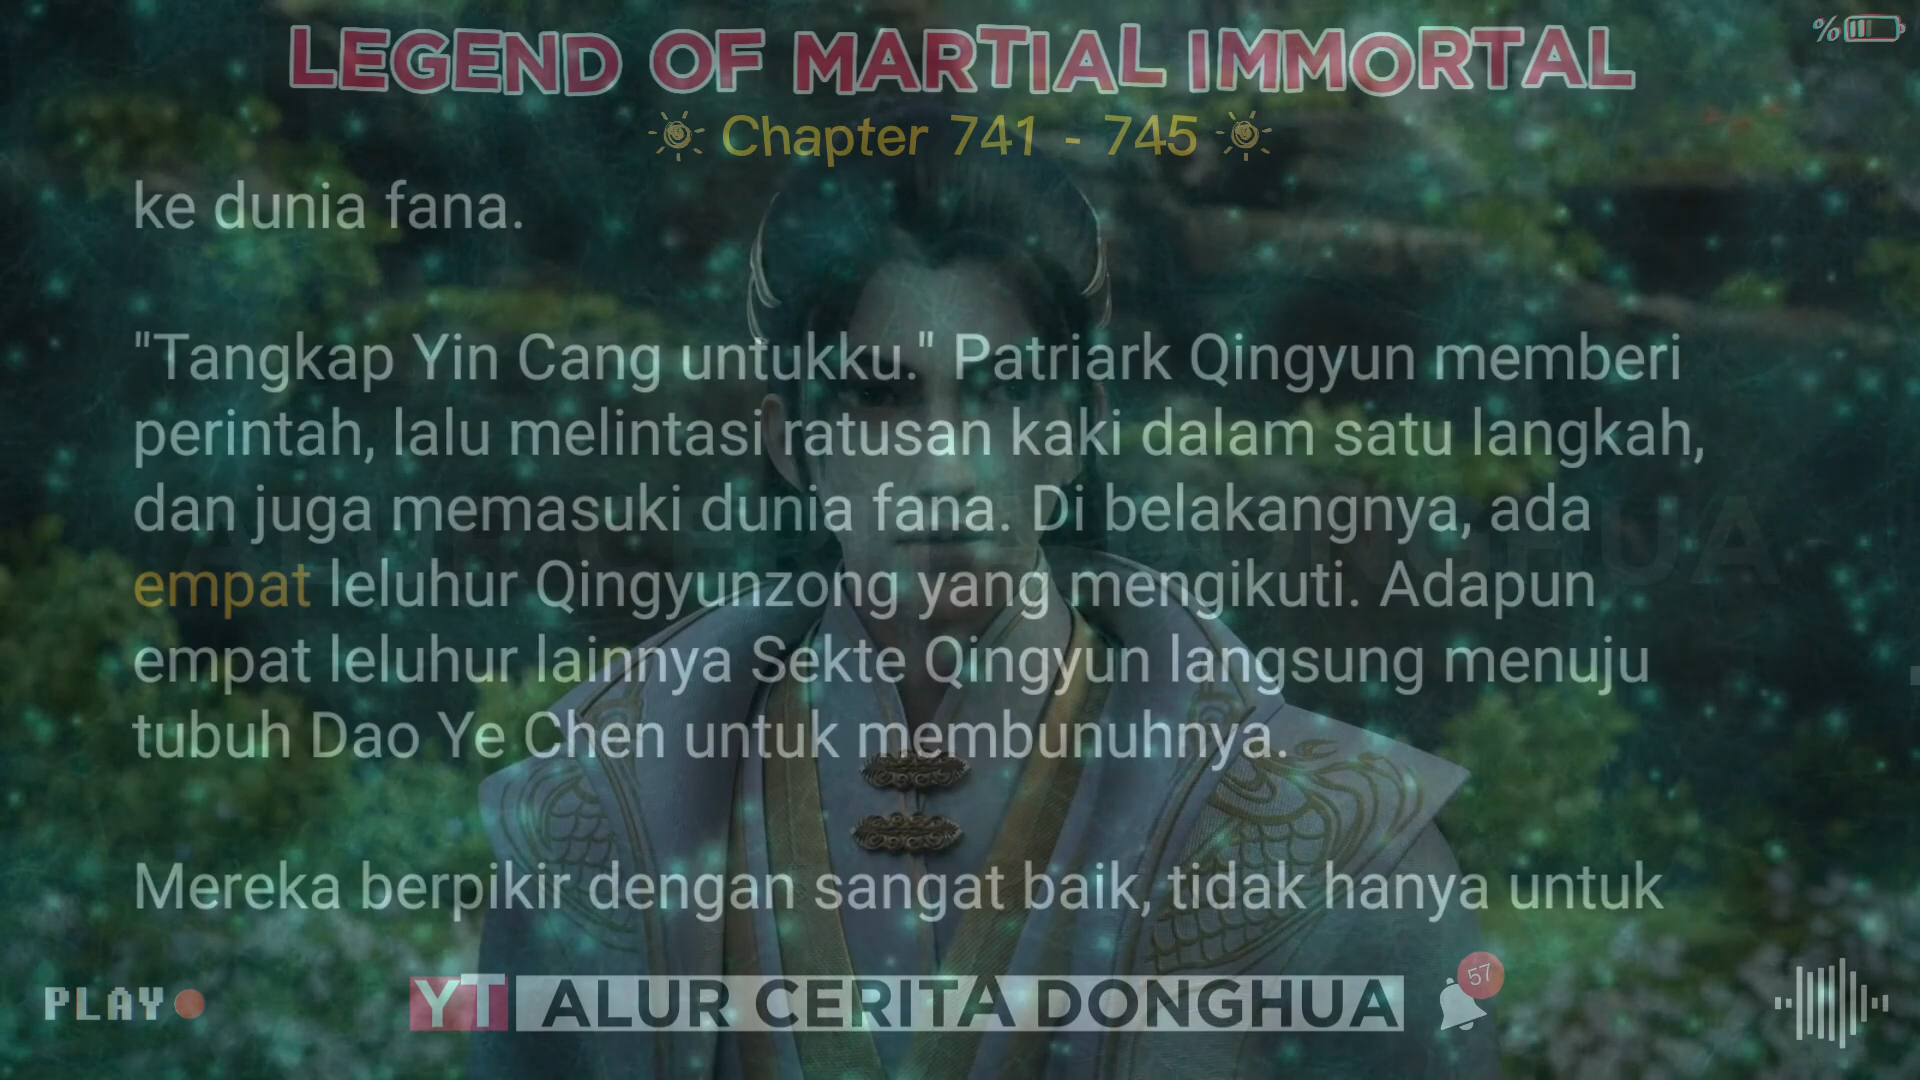 LEGEND OF MARTIAL IMMORTAL
%
Chapter 741 - 745
ke dunia fana.
"Tangkap Yin Cang untukku." Patriark Qingyun memberi
perintah, lalu melintasi ratusan kaki dalam satu langkah,
dan juga memasuki dunia fana. Di belakangnya, ada
empat leluhur Qingyunzong yang mengikuti. Adapun
empat leluhur lainnya Sekte Qingyun langsung menuju
tubuh Dao Ye Chen untuk membunuhnya.
Mereka berpikir dengan sangat baik, tidak hanya untuk
PLAY
YT ALUR CERITA DONGHUA
57